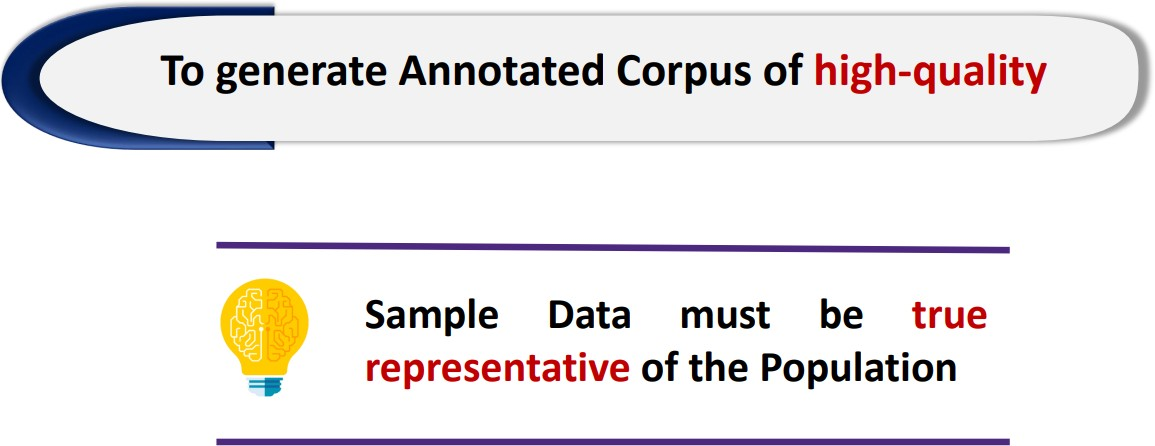 To generate Annotated Corpus of high-quality
Sample Data must be true
representative of the Population